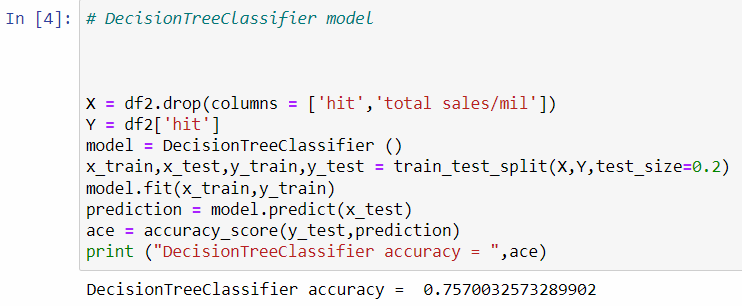 In [4]: # DecisionTreeClassifier model
X = df2.drop(columns = ['hit','total sales/mil'])
Y = df2['hit']
model = DecisionTreeClassifier ()
x_train,x_test,y_train,y_test = train_test_split(X,Y,test_size=0.2)
model.fit(x_train,y_train)
prediction = model.predict(x_test)
ace = accuracy_score(y_test,prediction)
print ("DecisionTreeClassifier accuracy = ",ace)
DecisionTreeClassifier accuracy =  0.7570032573289902